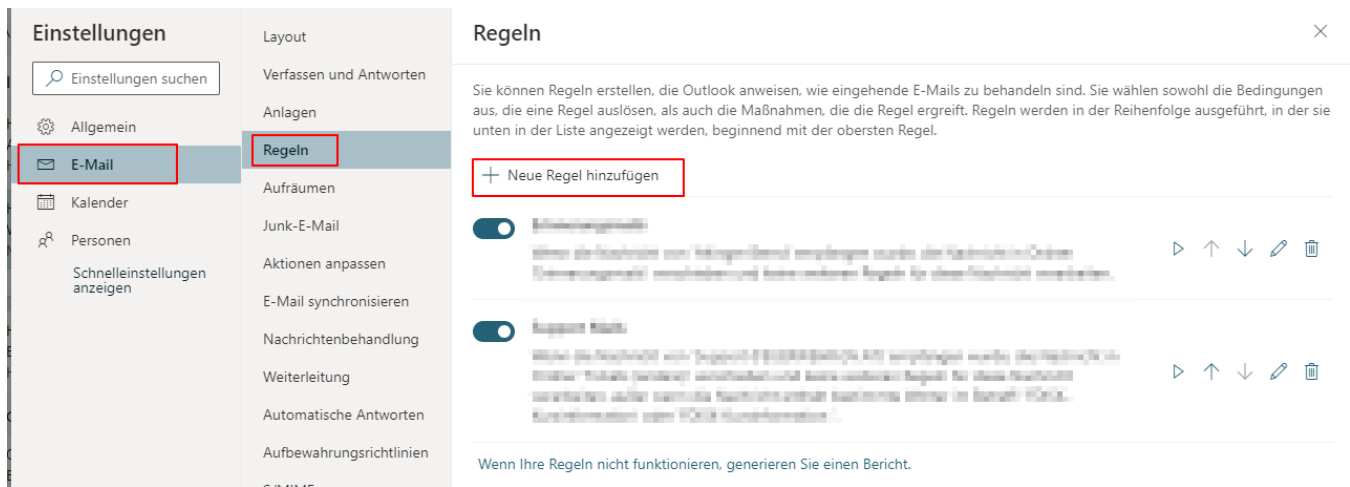 Einstellungen
Einstellungen suchen
Allgemein
E-Mail
Kalender
Personen
Schnelleinstellungen
anzeigen
Layout
Verfassen und Antworten
Anlagen
Regeln
Aufräumen
Junk-E-Mail
Aktionen anpassen
E-Mail synchronisieren
Nachrichtenbehandlung
Weiterleitung
Automatische Antworten
Aufbewahrungsrichtlinien
Regeln
Sie können Regeln erstellen, die Outlook anweisen, wie eingehende E-Mails zu behandeln sind. Sie wählen sowohl die Bedingungen
aus, die eine Regel auslösen, als auch die Maßnahmen, die die Regel ergreift. Regeln werden in der Reihenfolge ausgeführt, in der sie
unten in der Liste angezeigt werden, beginnend mit der obersten Regel.
Neue Regel hinzufügen
Wenn Ihre Regeln nicht funktionieren, generieren Sie einen Bericht.